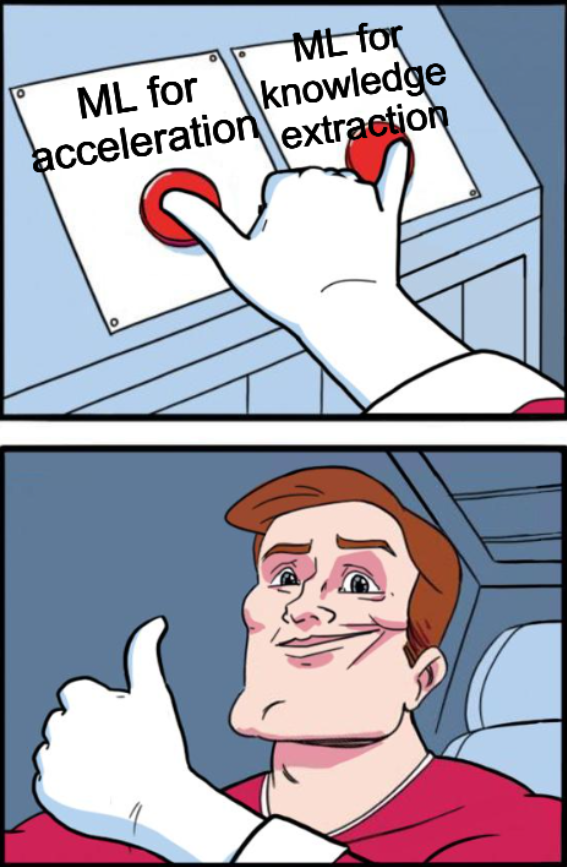 ML for
acceleration
ML for
knowledge
extraction